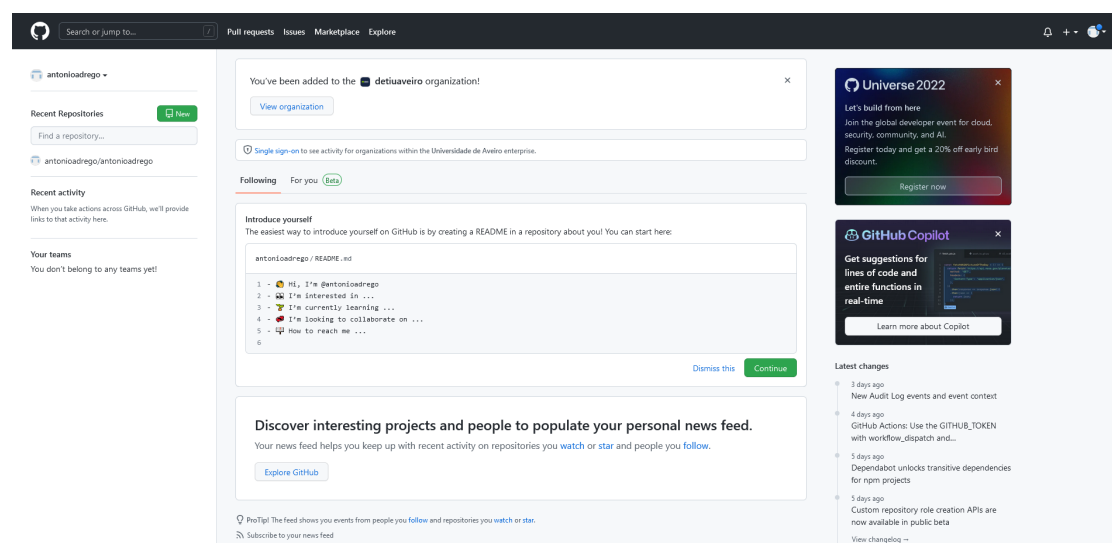 Search or jump to...
/
Pull requests Issues Marketplace Explore
antonioadrego
Recent Repositories
New
Find a repository...
antonioadrego/antonioadrego
Recent activity
When you take actions across GitHub, we'll provide
links to that activity here.
Your teams
You don't belong to any teams yet!
You've been added to the detiuaveiro organization!
View organization
Single sign-on to see activity for organizations within the Universidade de Aveiro enterprise.
Following For you Beta
Introduce yourself
The easiest way to introduce yourself on GitHub is by creating a README in a repository about you! You can start here:
antonioadrego/README.md
1 - 👋 Hi, I'm @antonioadrego
2 - 👀 I'm interested in ...
3 - 🌱 I'm currently learning ...
4 - 💞️ I'm looking to collaborate on ...
5 - 📫 How to reach me ...
6
Dismiss this
Continue
Discover interesting projects and people to populate your personal news feed.
Your news feed helps you keep up with recent activity on repositories you watch or star and people you follow.
Explore GitHub
ProTip! The feed shows you events from people you follow and repositories you watch or star.
Subscribe to your news feed
Universe2022
Let's build from here
Join the global developer event for cloud,
security, community, and AI.
Register today and get a 20% off early bird
discount.
Register now
GitHub Copilot
Get suggestions for
lines of code and
entire functions in
real-time
Learn more about Copilot
Latest changes
3 days ago
New Audit Log events and event context
4 days ago
GitHub Actions: Use the GITHUB_TOKEN
with workflow_dispatch and...
5 days ago
Dependabot unlocks transitive dependencies
for npm projects
5 days ago
Custom repository role creation APIs are
now available in public beta
View changelog →